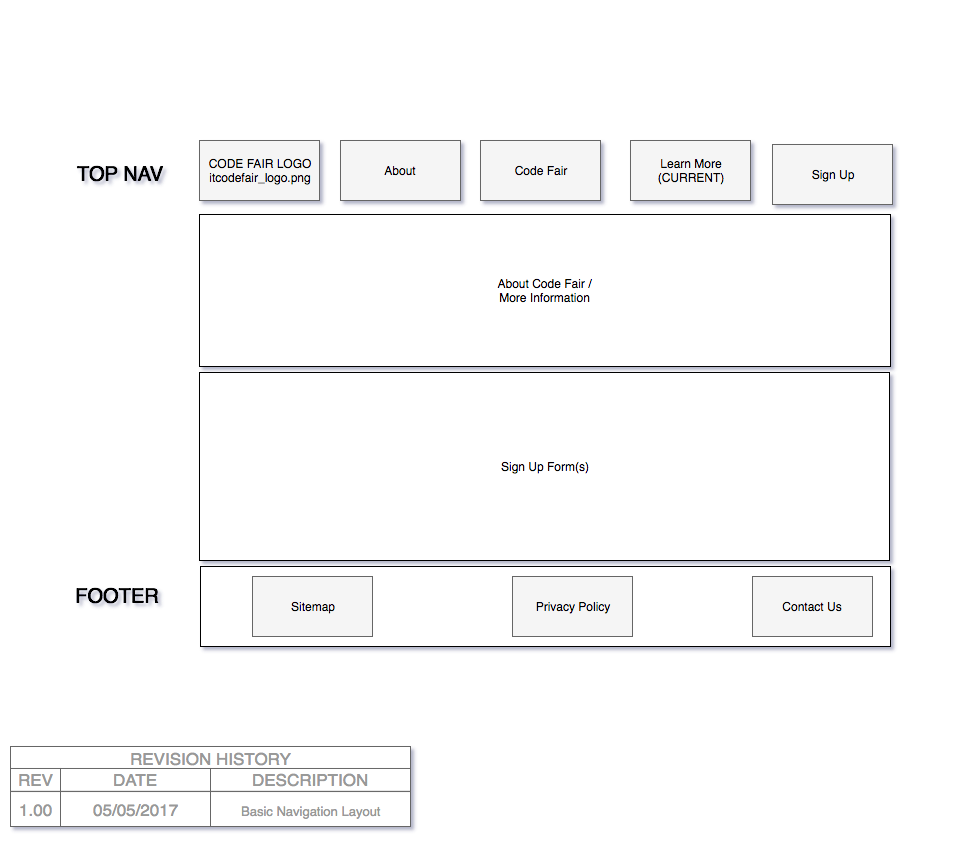 TOP NAV
CODE FAIR LOGO
itcodefair_logo.png
About
Code Fair
Learn More
(CURRENT)
Sign Up
About Code Fair /
More Information
Sign Up Form(s)
FOOTER
Sitemap
Privacy Policy
Contact Us
REVISION HISTORY
REV DATE DESCRIPTION
1.00 05/05/2017 Basic Navigation Layout